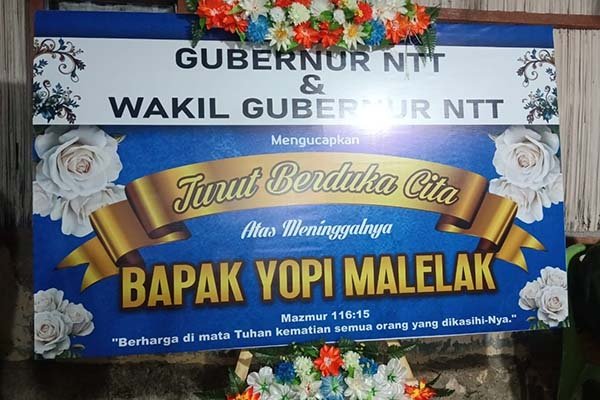 GUBERNUR NTT
&
WAKIL GUBERNUR NTT
Mengucapkan
Turut Berduka Cita
Atas Meninggalnya
BAPAK YOPI MALELAK
Mazmur 116:15
"Berharga di mata Tuhan kematian semua orang yang dikasihi-Nya."